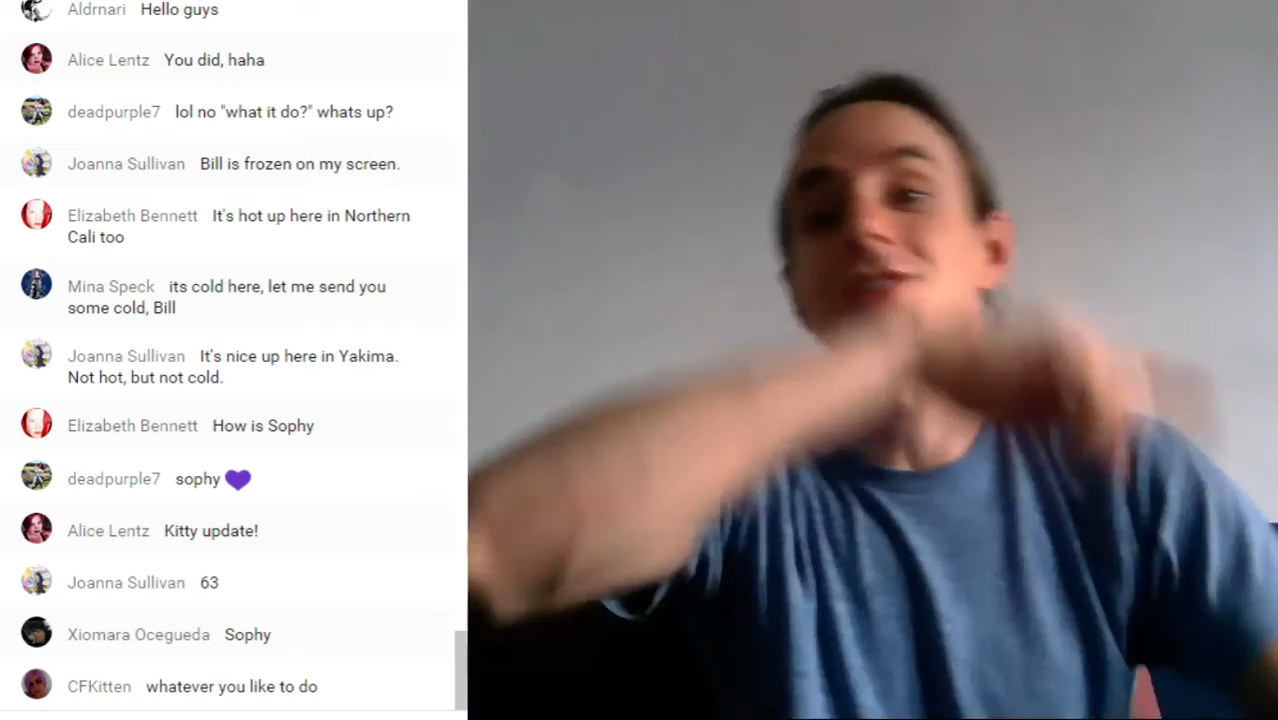 Aldrnari Hello guys
Alice Lentz You did, haha
deadpurple7 lol no "what it do?" whats up?
Joanna Sullivan Bill is frozen on my screen.
Elizabeth Bennett It's hot up here in Northern
Cali too
Mina Speck its cold here, let me send you
some cold, Bill
Joanna Sullivan It's nice up here in Yakima.
Not hot, but not cold.
Elizabeth Bennett How is Sophy
deadpurple7 sophy 💜
Alice Lentz Kitty update!
Joanna Sullivan 63
Xiomara Ocegueda Sophy
CFKitten whatever you like to do